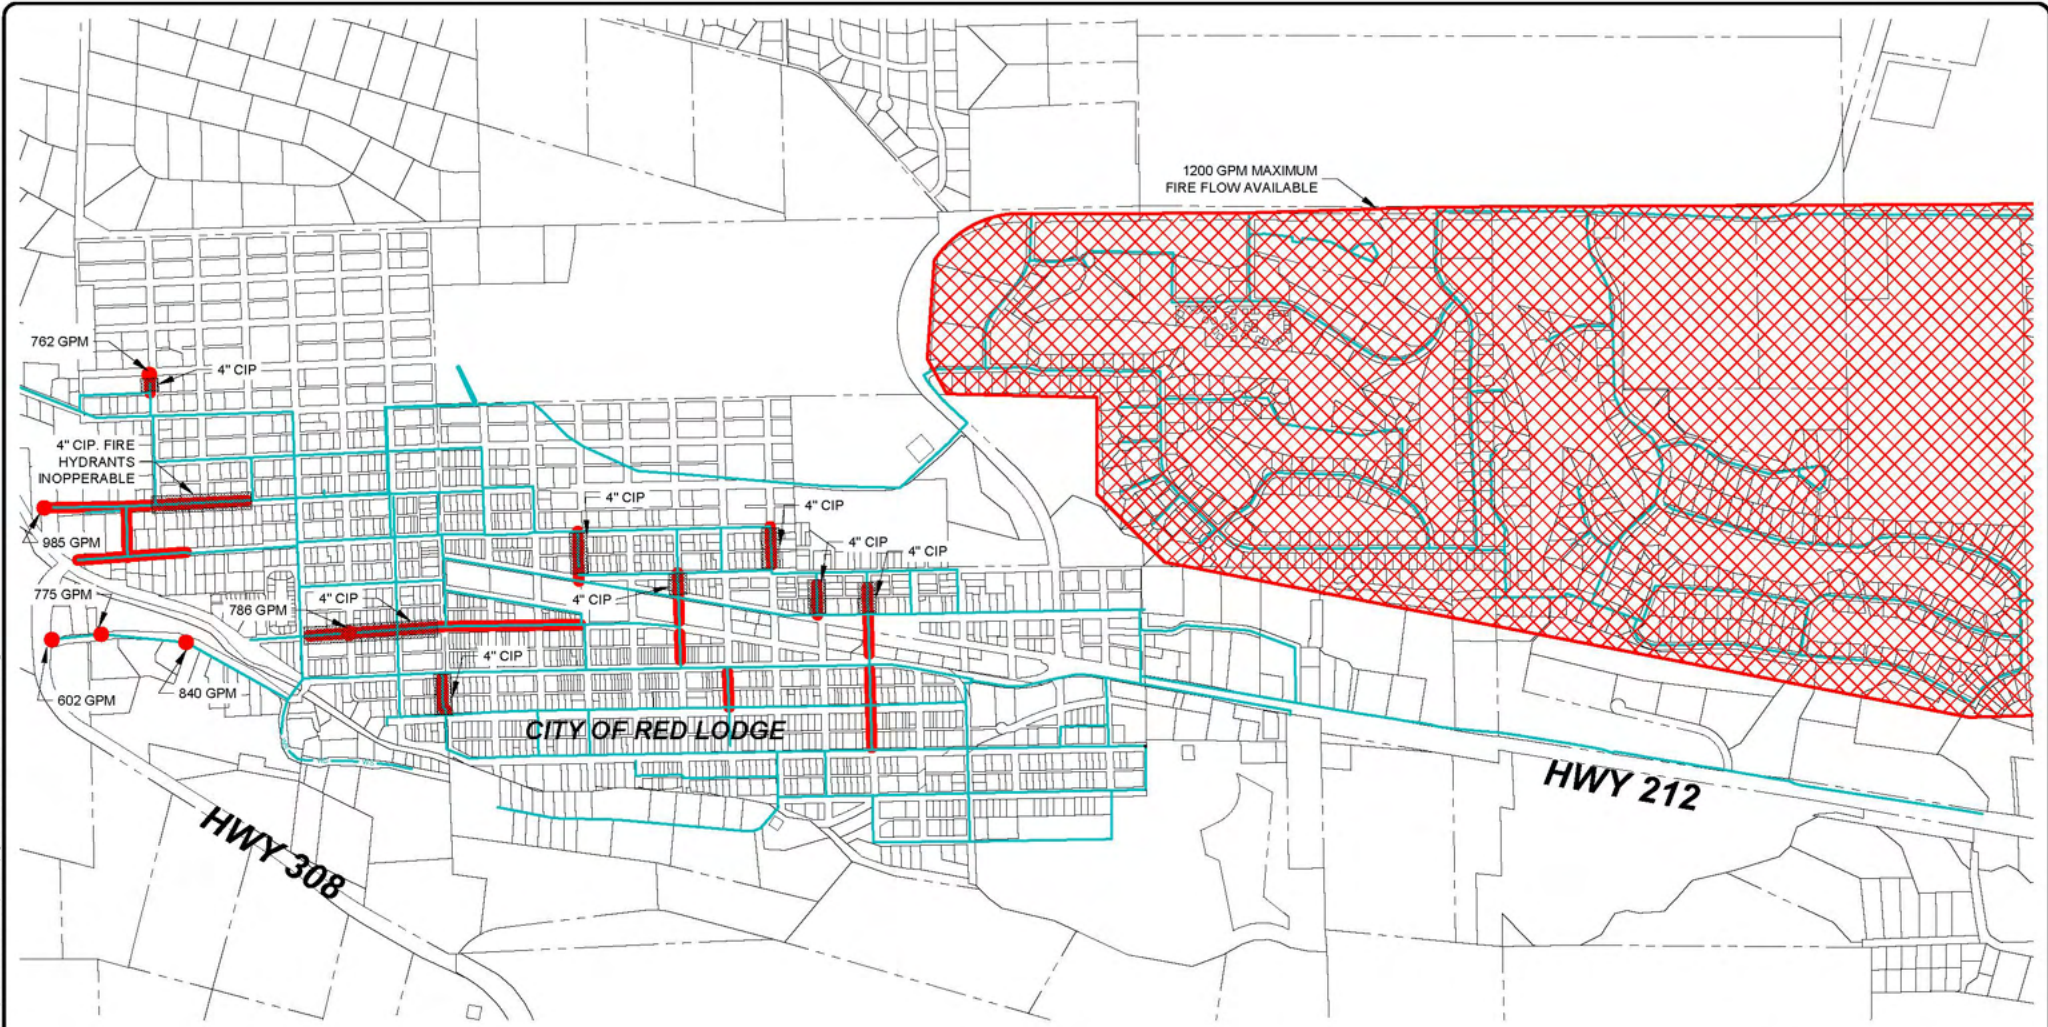 1200 GPM MAXIMUM
FIRE FLOW AVAILABLE
762 GPM
4" CIP
4" CIP. FIRE
HYDRANTS
INOPPERABLE
4" CIP
4" CIP
985 GPM
4" CIP
4" CIP
775 GPM
786 GPM
4" CIP
4" CIP
4" CIP
602 GPM
840 GPM
CITY OF RED LODGE
HWY 212
HWY 308